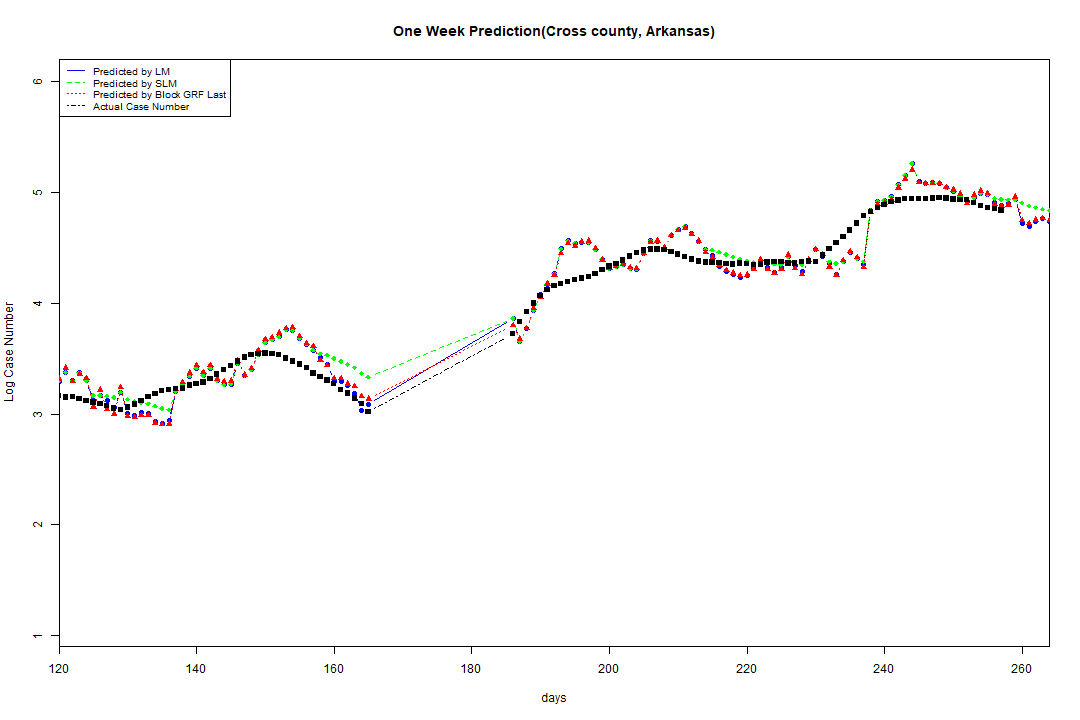 One Week Prediction(Cross county, Arkansas)
Predicted by LM
Predicted by SLM
Predicted by Block GRF Last
Actual Case Number
Log Case Number
6
5
4
3
2
1
120 140 160 180 200 220 240 260
days